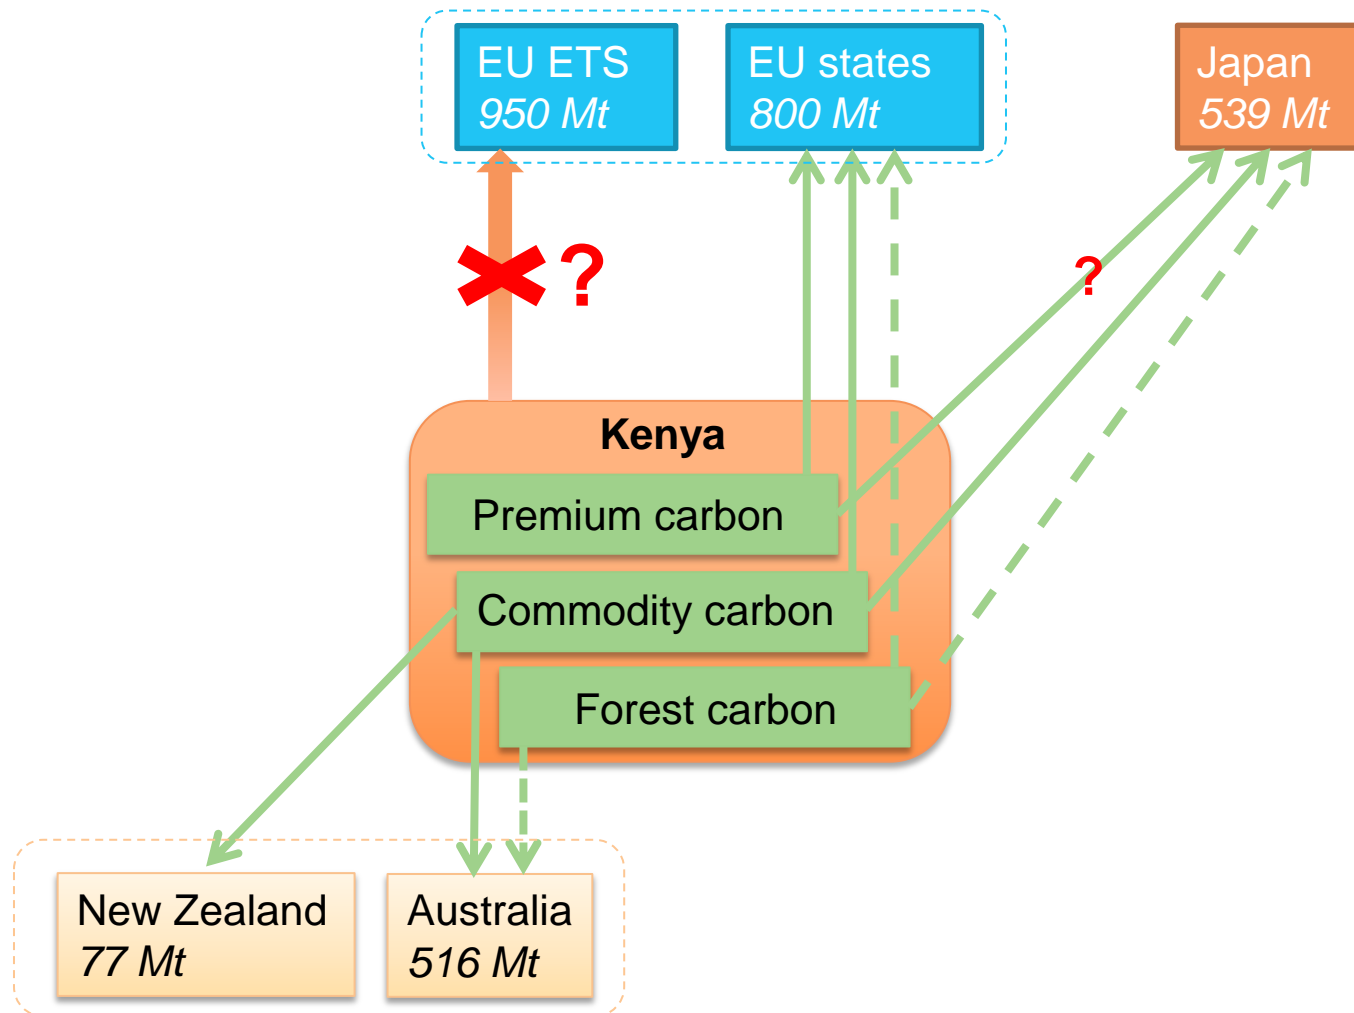 EU ETS
950 Mt
EU states
800 Mt
Japan
539 Mt
?
?
Kenya
Premium carbon
Commodity carbon
Forest carbon
New Zealand
77 Mt
Australia
516 Mt